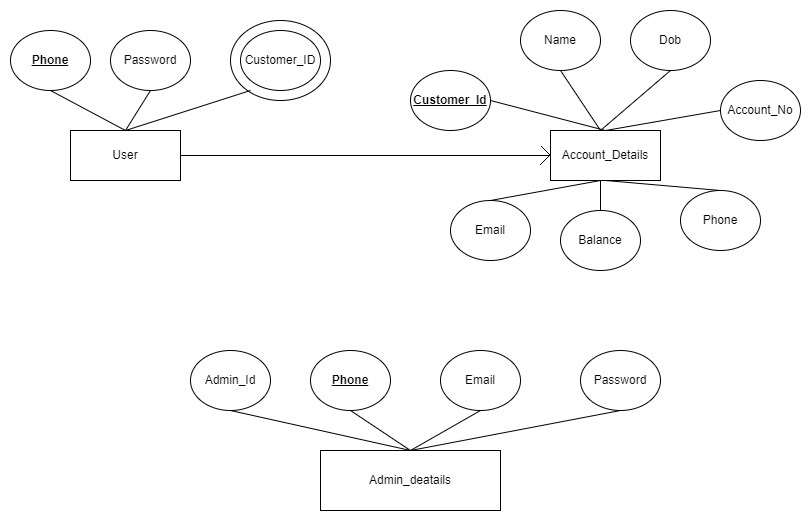 Phone
Password
Customer_ID
User
Name
Dob
Customer_Id
Account_No
Account_Details
Email
Balance
Phone
Admin_Id
Phone
Email
Password
Admin_deatails